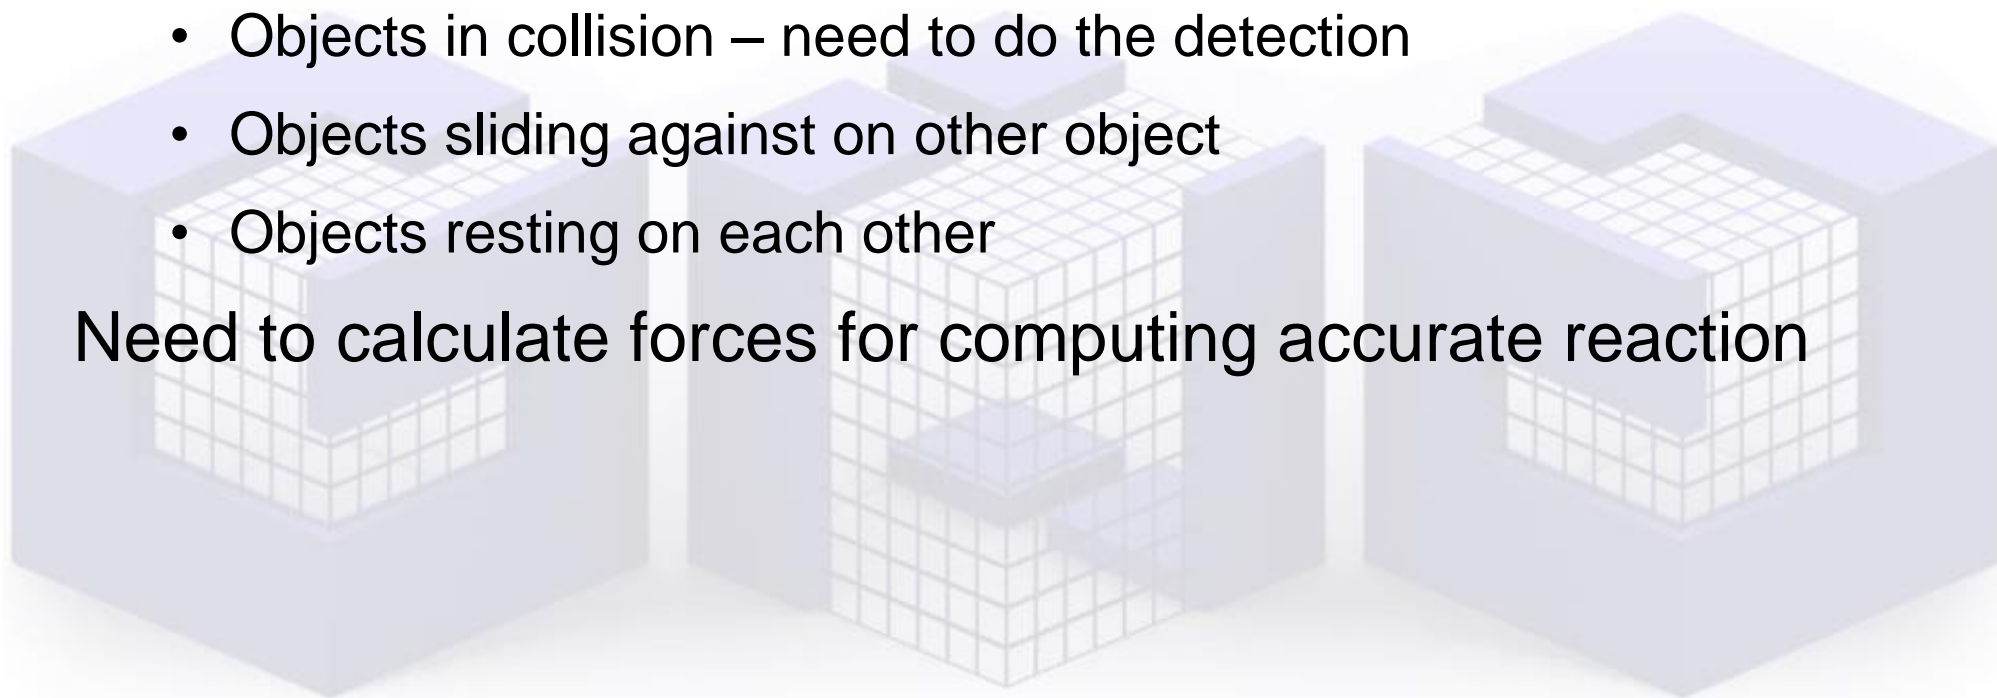 • Objects in collision – need to do the detection
• Objects sliding against on other object
• Objects resting on each other
Need to calculate forces for computing accurate reaction